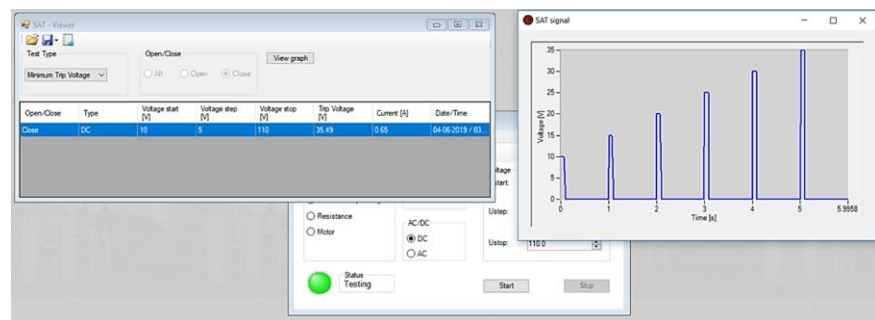 SAT - Viewer
Test Type
Minimum Trip Voltage
Open/Close
All
Open
Close
View graph
Open/Close Type Voltage start [V] Voltage step [V] Voltage stop [V] Trip Voltage [V] Current [A] Date/Time
Close DC 10 5 110 35.49 0.65 04-06-2019 / 03...
SAT signal
Voltage [V]
35
30
25
20
15
10
5
0
0 1 2 3 4 5 5.9958
Time [s]
Resistance
Motor
AC/DC
DC
AC
Ustep:
Ustop: 110.0
Status
Testing
Start
Stop